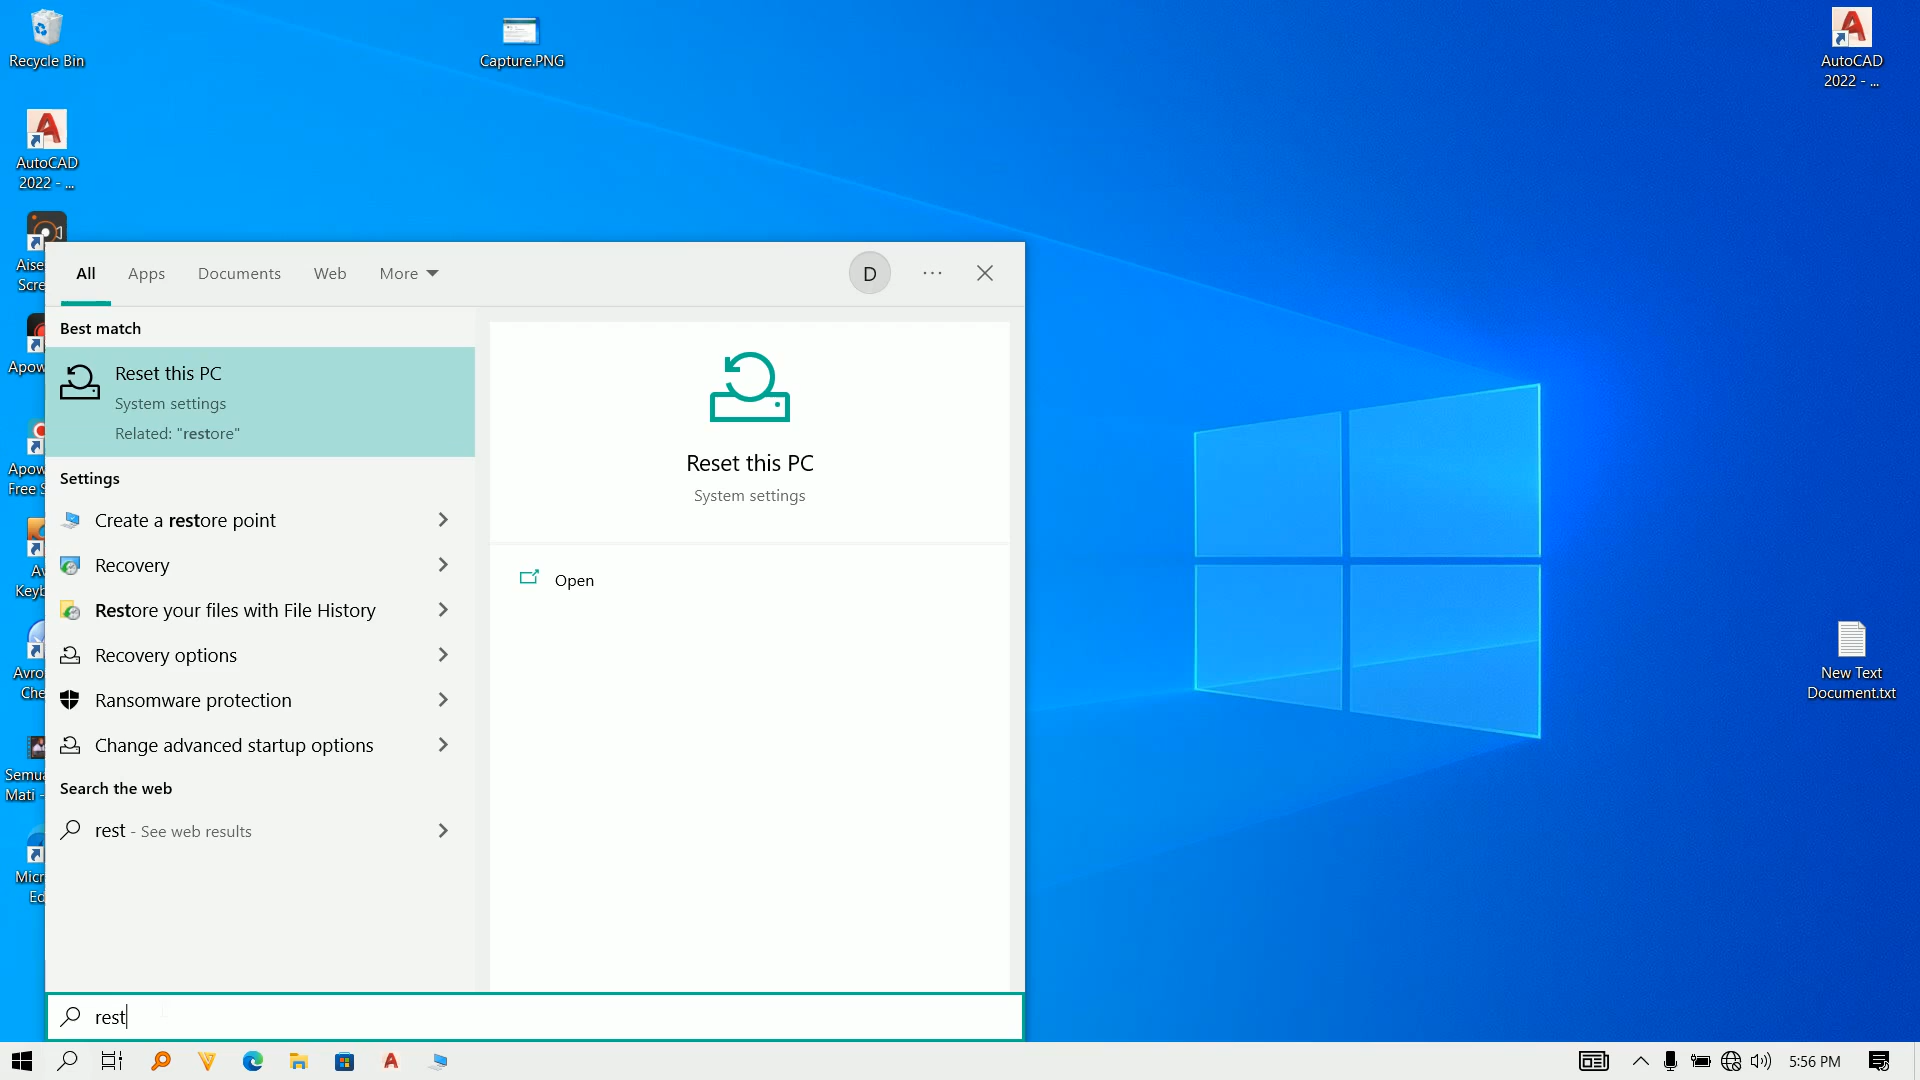 Recycle Bin
Capture.PNG
AutoCAD
2022 - ...
AutoCAD
2022 - ...
Aise
Scre
Apow
Apow
Free S
Av
Keyb
Avro
Che
Semua
Mati -
Micr
Ed
New Text
Document.txt
All
Apps
Documents
Web
More
D
Best match
Reset this PC
System settings
Related: "restore"
Settings
Create a restore point
Recovery
Restore your files with File History
Recovery options
Ransomware protection
Change advanced startup options
Search the web
rest - See web results
Reset this PC
System settings
Open
rest
5:56 PM